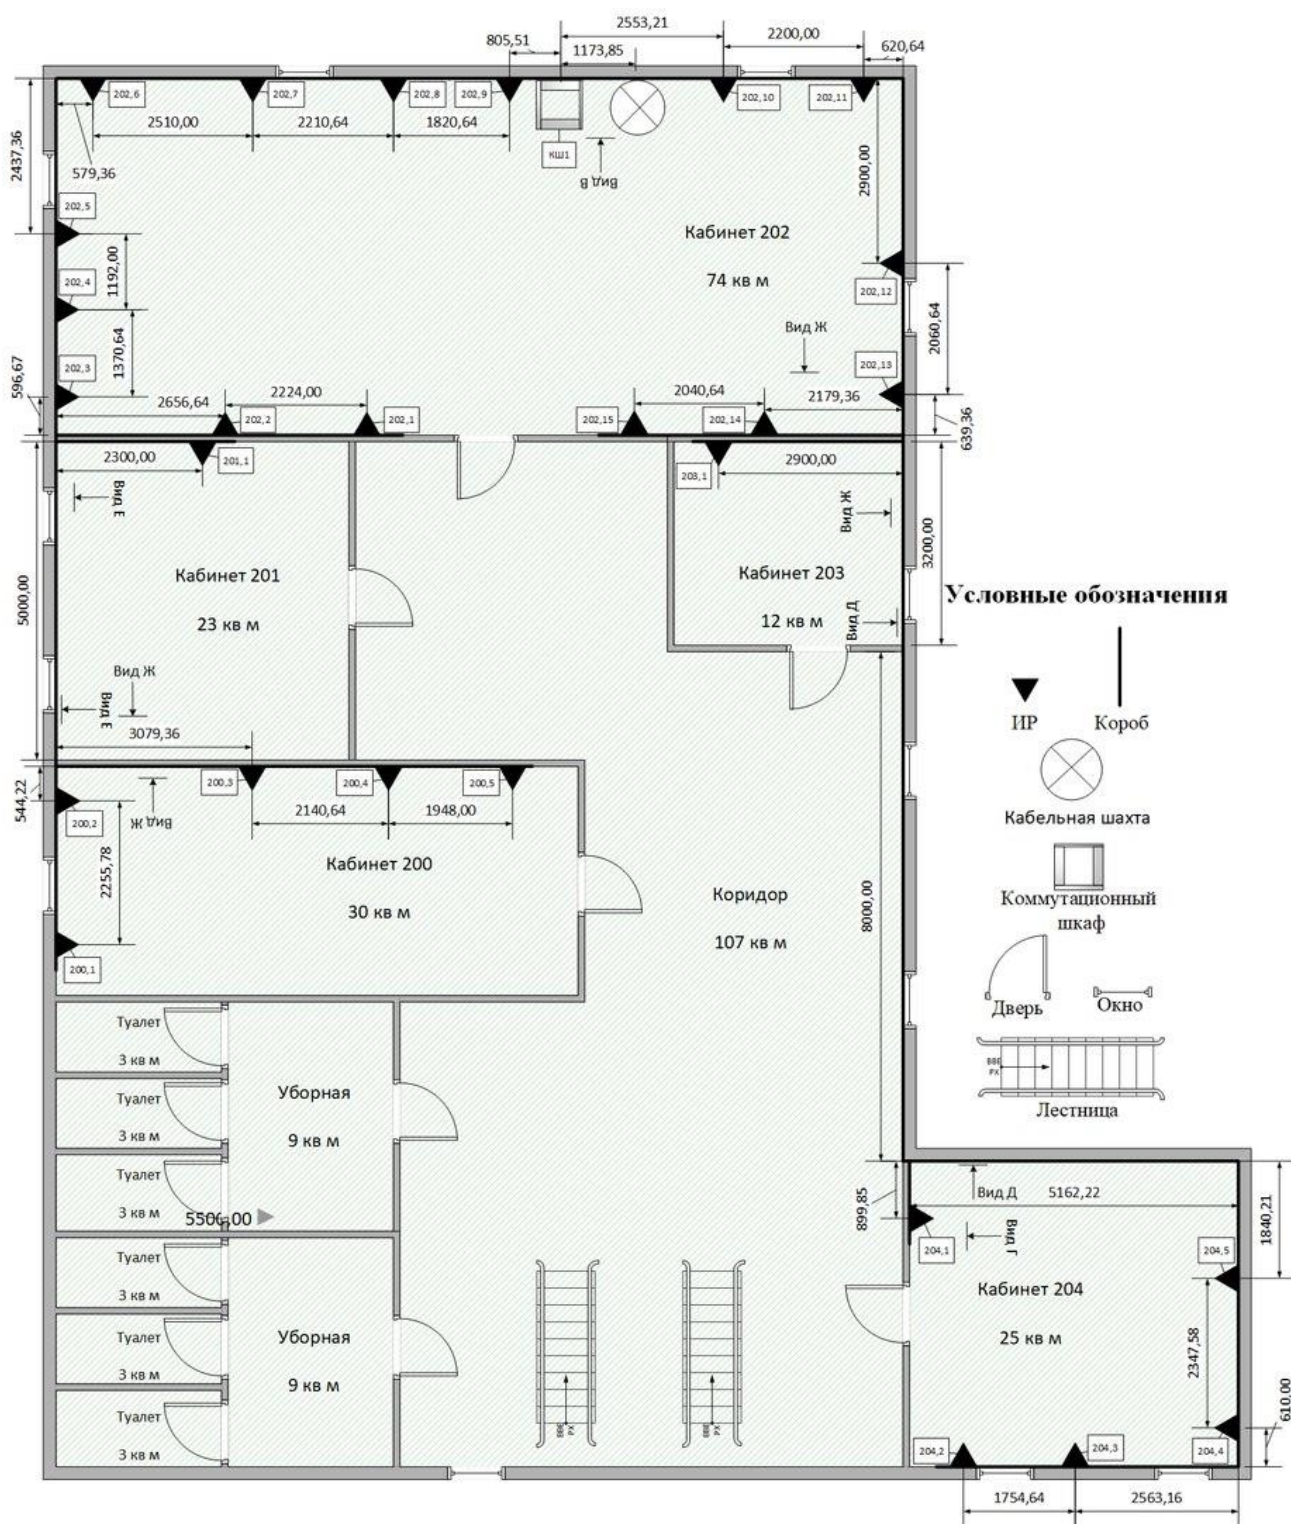 2553,21
2200,00
805,51
1173,85
620,64
202,6
202,7
202,8
202,9
202,10
202,11
2510,00
2210,64
1820,64
КШ1
2437,36
579,36
Вид В
2900,00
202,5
Кабинет 202
74 кв м
202,4
1192,00
202,12
2060,64
Вид Ж
202,3
1370,64
202,13
596,67
2656,64
2224,00
2040,64
2179,36
202,2
202,1
202,15
202,14
639,36
2300,00
201,1
203,1
2900,00
Вид Е
Вид Ж
3200,00
5000,00
Кабинет 201
23 кв м
Кабинет 203
12 кв м
Вид Д
Условные обозначения
ИР
Короб
Вид Ж
Вид Е
3079,36
Кабельная шахта
544,22
200,3
200,4
200,5
200,2
Вид Ж
2140,64
1948,00
2255,78
Кабинет 200
30 кв м
Коридор
107 кв м
8000,00
Коммутационный
шкаф
200,1
Дверь
Окно
Туалет
3 кв м
Туалет
3 кв м
Уборная
9 кв м
ВВЕ
РХ
Лестница
Туалет
3 кв м
5500,00
899,85
Вид Д
5162,22
1840,21
204,1
Вид Г
204,5
Туалет
3 кв м
Кабинет 204
25 кв м
Туалет
3 кв м
Уборная
9 кв м
2347,58
Туалет
3 кв м
ВВЕ
РХ
ВВЕ
РХ
610,00
204,2
204,3
204,4
1754,64
2563,16